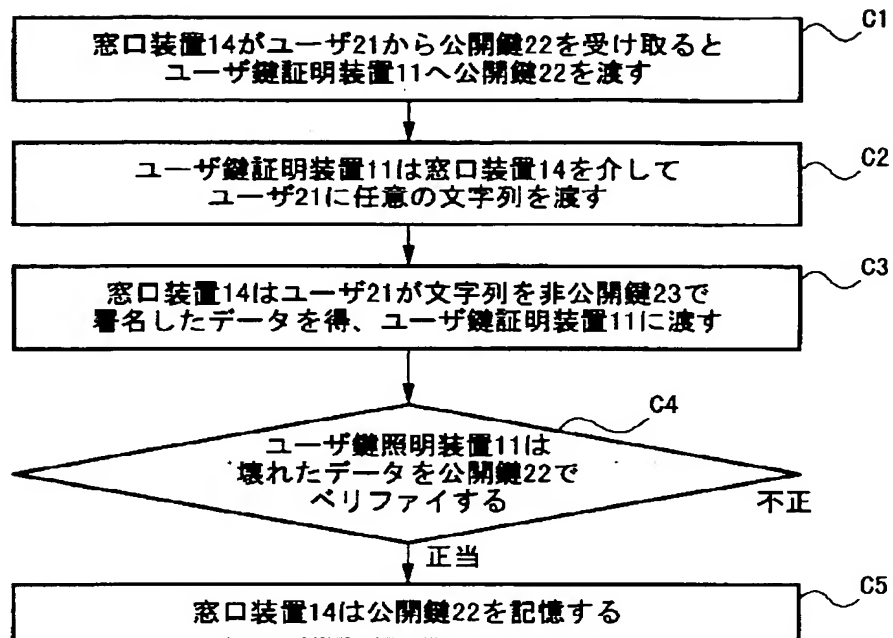 C1
窓口装置14がユーザ21から公開鍵22を受け取ると
ユーザ鍵証明装置11へ公開鍵22を渡す
C2
ユーザ鍵証明装置11は窓口装置14を介して
ユーザ21に任意の文字列を渡す
C3
窓口装置14はユーザ21が文字列を非公開鍵23で
署名したデータを得、ユーザ鍵証明装置11に渡す
C4
ユーザ鍵照明装置11は
壊れたデータを公開鍵22で
ベリファイする
不正
正当
C5
窓口装置14は公開鍵22を記憶する